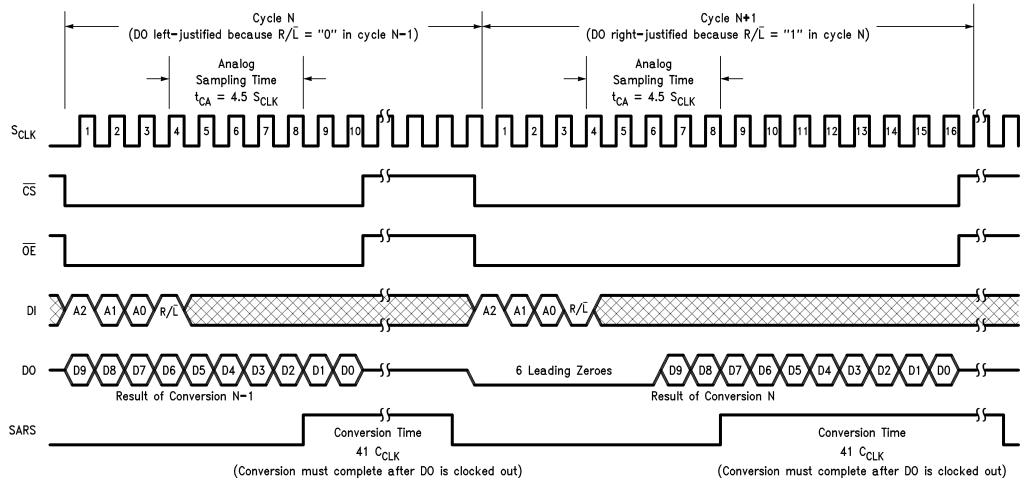 Cycle N
(DO left-justified because R/L̅ = "0" in cycle N-1)
Cycle N+1
(DO right-justified because R/L̅ = "1" in cycle N)
Analog
Sampling Time
tCA = 4.5 SCLK
Analog
Sampling Time
tCA = 4.5 SCLK
SCLK 1 2 3 4 5 6 7 8 9 10 1 2 3 4 5 6 7 8 9 10 11 12 13 14 15 16
C̅S̅
O̅E̅
DI A2 A1 A0 R/L̅ A2 A1 A0 R/L̅
DO D9 D8 D7 D6 D5 D4 D3 D2 D1 D0 6 Leading Zeroes D9 D8 D7 D6 D5 D4 D3 D2 D1 D0
Result of Conversion N-1
Result of Conversion N
SARS
Conversion Time
41 CCLK
(Conversion must complete after DO is clocked out)
Conversion Time
41 CCLK
(Conversion must complete after DO is clocked out)